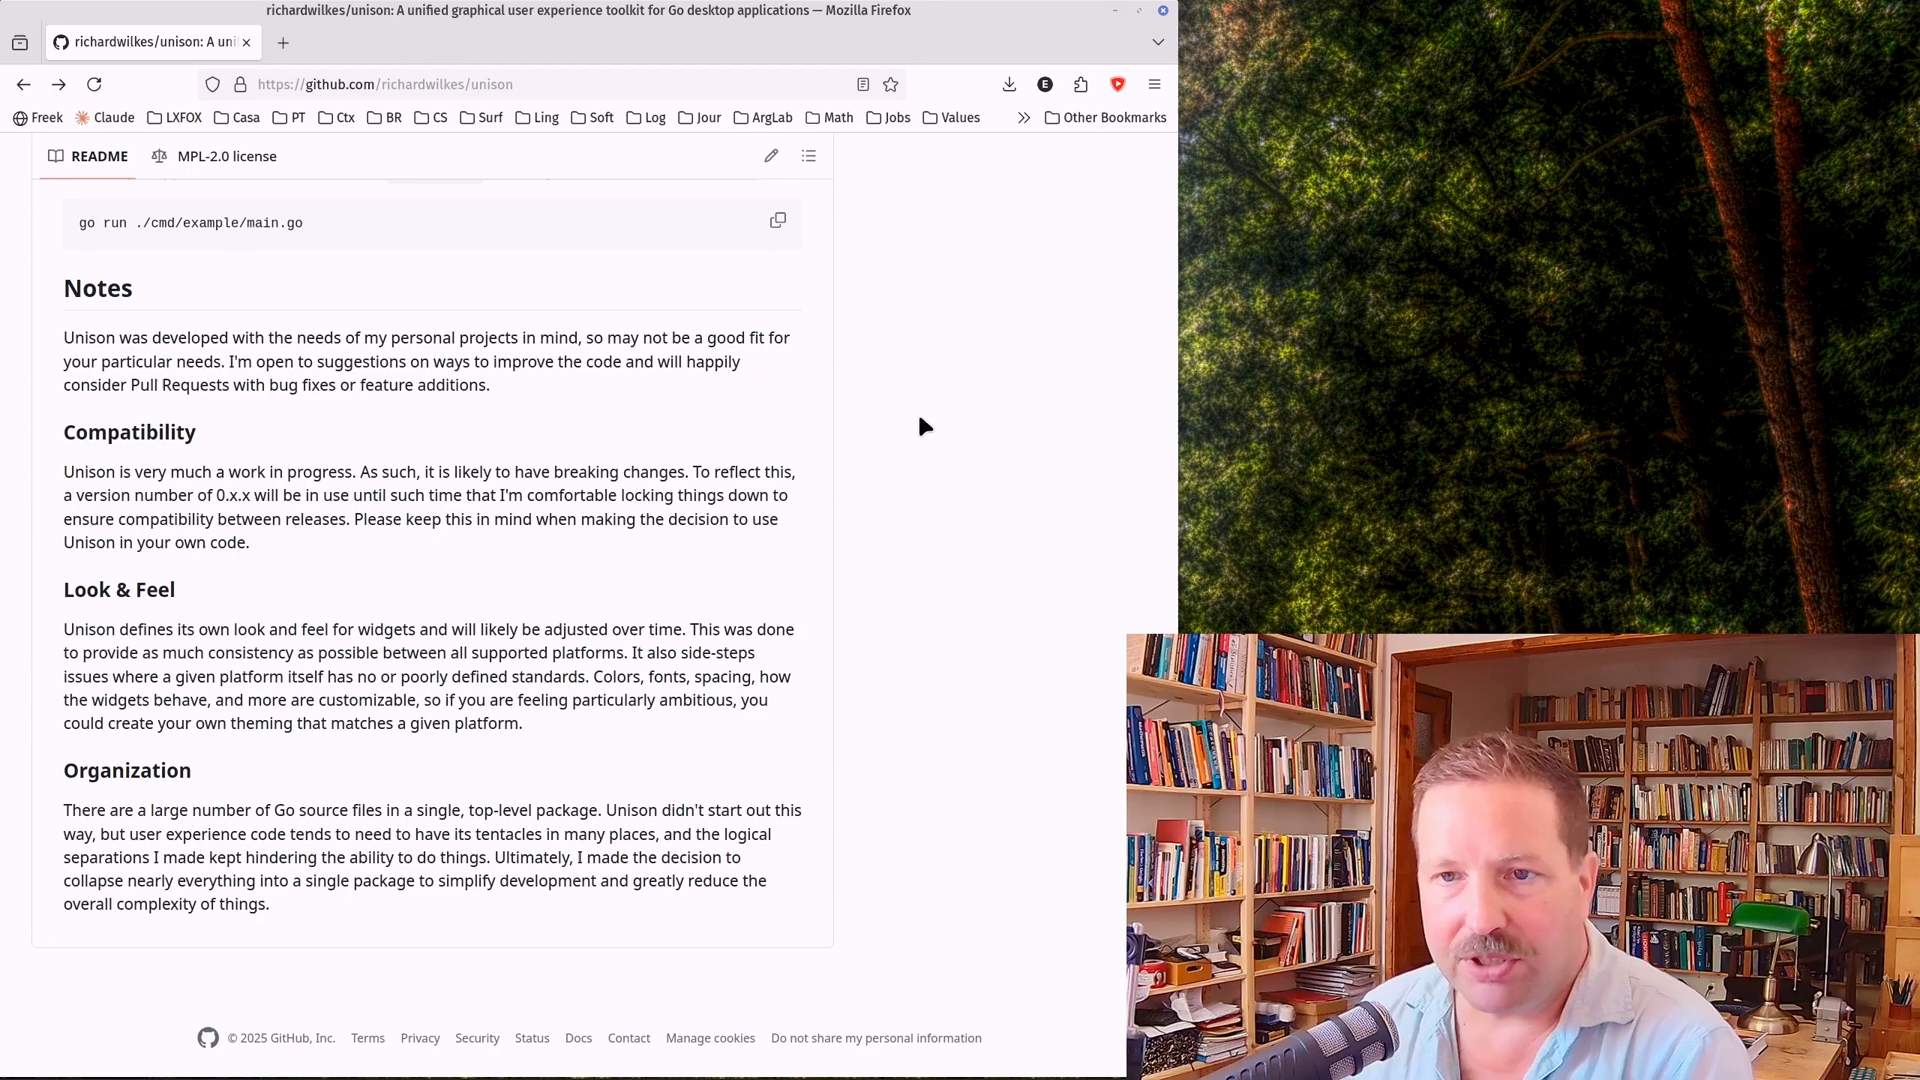 richardwilkes/unison: A unified graphical user experience toolkit for Go desktop applications — Mozilla Firefox
richardwilkes/unison: A uni
https://github.com/richardwilkes/unison
Freek Claude LXFOX Casa PT Ctx BR CS Surf Ling Soft Log Jour ArgLab Math Jobs Values Other Bookmarks
README MPL-2.0 license
go run ./cmd/example/main.go
Notes
Unison was developed with the needs of my personal projects in mind, so may not be a good fit for
your particular needs. I'm open to suggestions on ways to improve the code and will happily
consider Pull Requests with bug fixes or feature additions.
Compatibility
Unison is very much a work in progress. As such, it is likely to have breaking changes. To reflect this,
a version number of 0.x.x will be in use until such time that I'm comfortable locking things down to
ensure compatibility between releases. Please keep this in mind when making the decision to use
Unison in your own code.
Look & Feel
Unison defines its own look and feel for widgets and will likely be adjusted over time. This was done
to provide as much consistency as possible between all supported platforms. It also side-steps
issues where a given platform itself has no or poorly defined standards. Colors, fonts, spacing, how
the widgets behave, and more are customizable, so if you are feeling particularly ambitious, you
could create your own theming that matches a given platform.
Organization
There are a large number of Go source files in a single, top-level package. Unison didn't start out this
way, but user experience code tends to need to have its tentacles in many places, and the logical
separations I made kept hindering the ability to do things. Ultimately, I made the decision to
collapse nearly everything into a single package to simplify development and greatly reduce the
overall complexity of things.
© 2025 GitHub, Inc. Terms Privacy Security Status Docs Contact Manage cookies Do not share my personal information